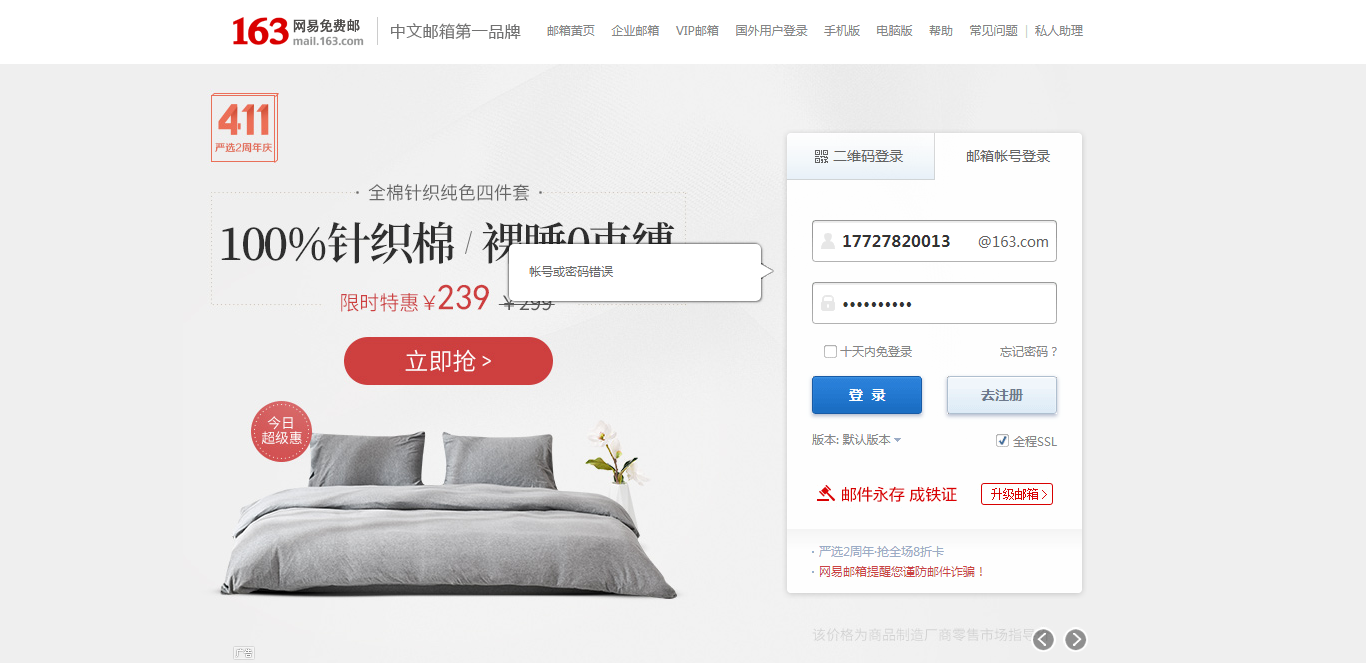 163 网易免费邮
mail.163.com
中文邮箱第一品牌
邮箱黄页 企业邮箱 VIP邮箱 国外用户登录 手机版 电脑版 帮助 常见问题 | 私人助理
411
严选2周年庆
· 全棉针织纯色四件套 ·
100%针织棉 / 裸睡0束缚
限时特惠¥239 ¥299
立即抢 >
今日
超级惠
广告
二维码登录 邮箱帐号登录
17727820013 @163.com
帐号或密码错误
••••••••••
十天内免登录 忘记密码?
登 录 去注册
版本: 默认版本 全程SSL
邮件永存 成铁证 升级邮箱 >
· 严选2周年·抢全场8折卡
· 网易邮箱提醒您谨防邮件诈骗！
该价格为商品制造厂商零售市场指导